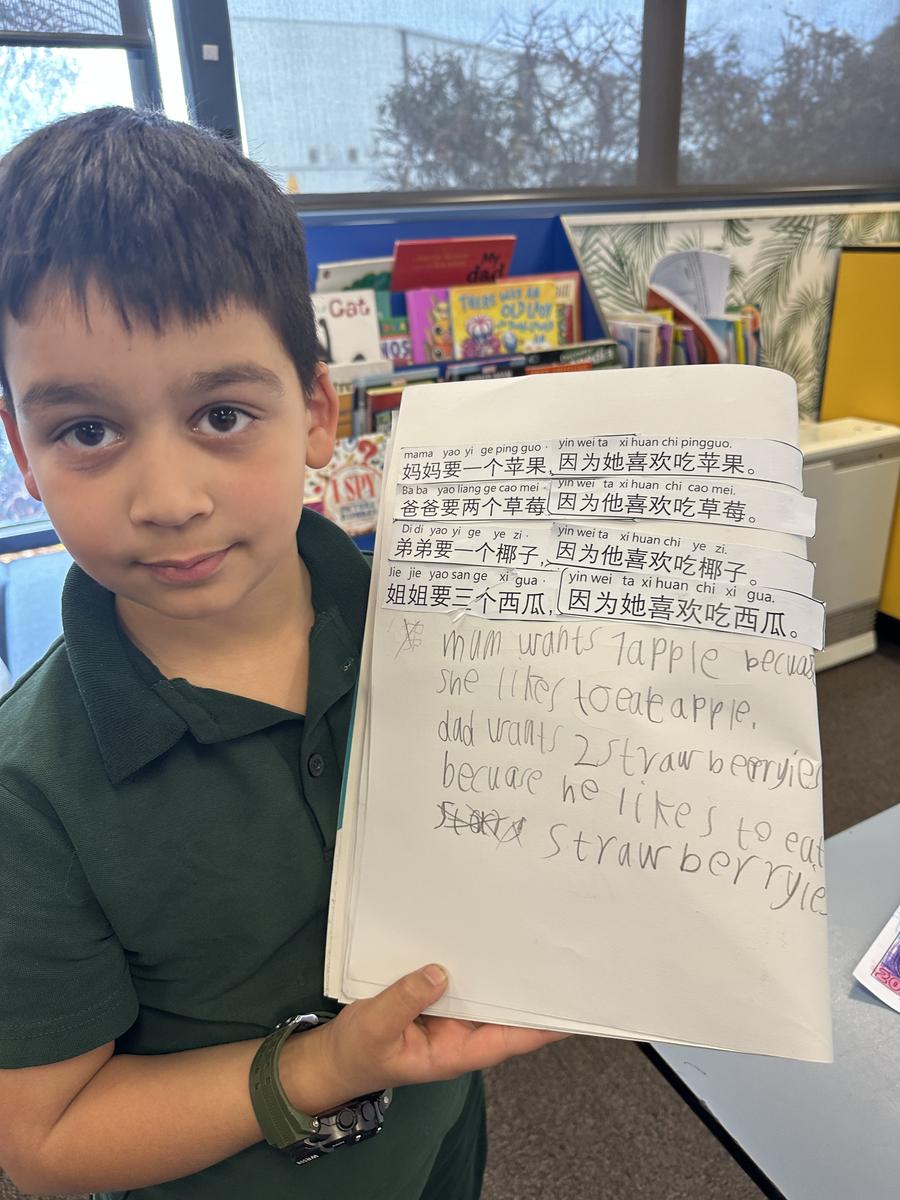 My
dad
Cat
THERE WAS AN
OLD LADY
I SPY
mama yao yi ge ping guo · yin wei ta xi huan chi pingguo.
妈妈要一个苹果,因为她喜欢吃苹果。
Ba ba yao liang ge cao mei · yin wei ta xi huan chi cao mei.
爸爸要两个草莓因为他喜欢吃草莓。
Di di yao yi ge ye zi · yin wei ta xi huan chi ye zi.
弟弟要一个椰子,因为他喜欢吃椰子。
Jie jie yao san ge xi gua · yin wei ta xi huan chi xi gua.
姐姐要三个西瓜,因为她喜欢吃西瓜。
mum wants 1 apple becuas
she likes to eat apple.
dad wants 2 strawberryies
becuase he likes to eat
strawberryies